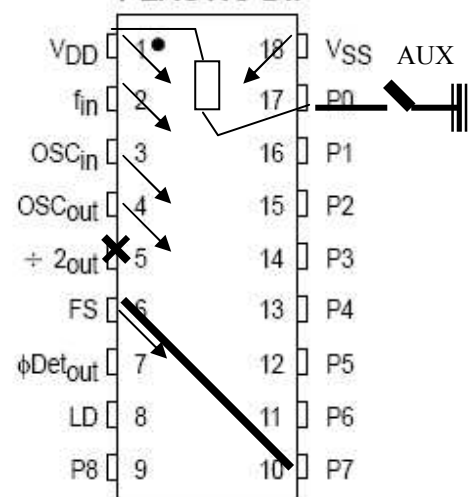 VDD 1 18 VSS AUX
fin 2 17 P0
OSCin 3 16 P1
OSCout 4 15 P2
÷ 2out 5 14 P3
FS 6 13 P4
ϕDetout 7 12 P5
LD 8 11 P6
P8 9 10 P7